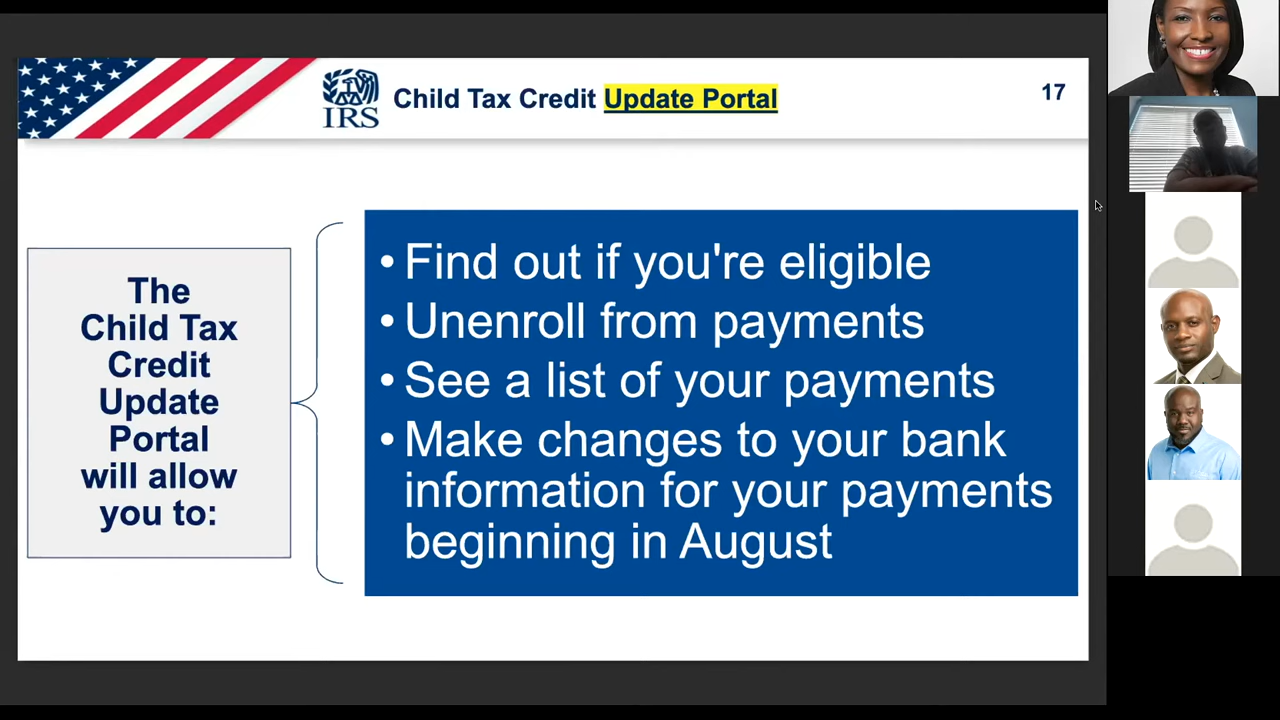 IRS
Child Tax Credit Update Portal
17
The
Child Tax
Credit
Update
Portal
will allow
you to:
• Find out if you're eligible
• Unenroll from payments
• See a list of your payments
• Make changes to your bank
information for your payments
beginning in August